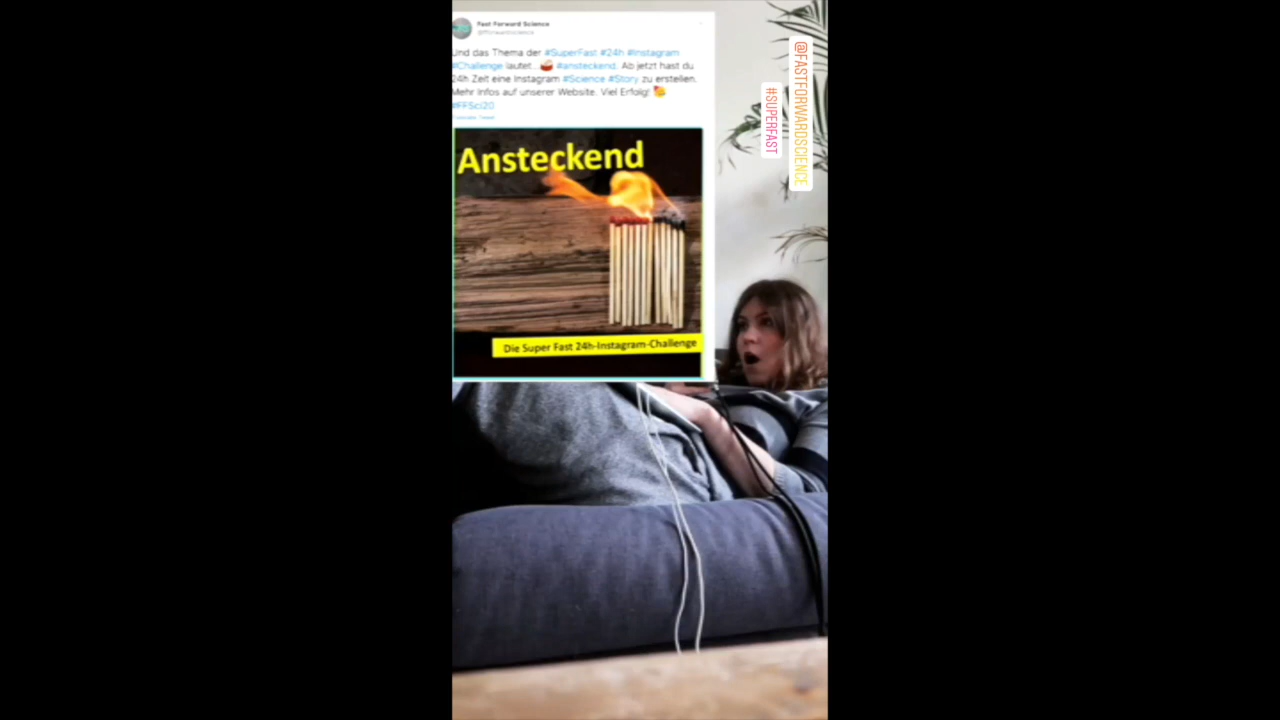 Fast Forward Science
@fforwardscience
Und das Thema der #SuperFast #24h #Instagram
#Challenge lautet...🥁 #ansteckend. Ab jetzt hast du
24h Zeit eine Instagram #Science #Story zu erstellen.
Mehr Infos auf unserer Website. Viel Erfolg!
#FFSci20
Ansteckend
Die Super Fast 24h-Instagram-Challenge
@FASTFORWARDSCIENCE
#SUPERFAST